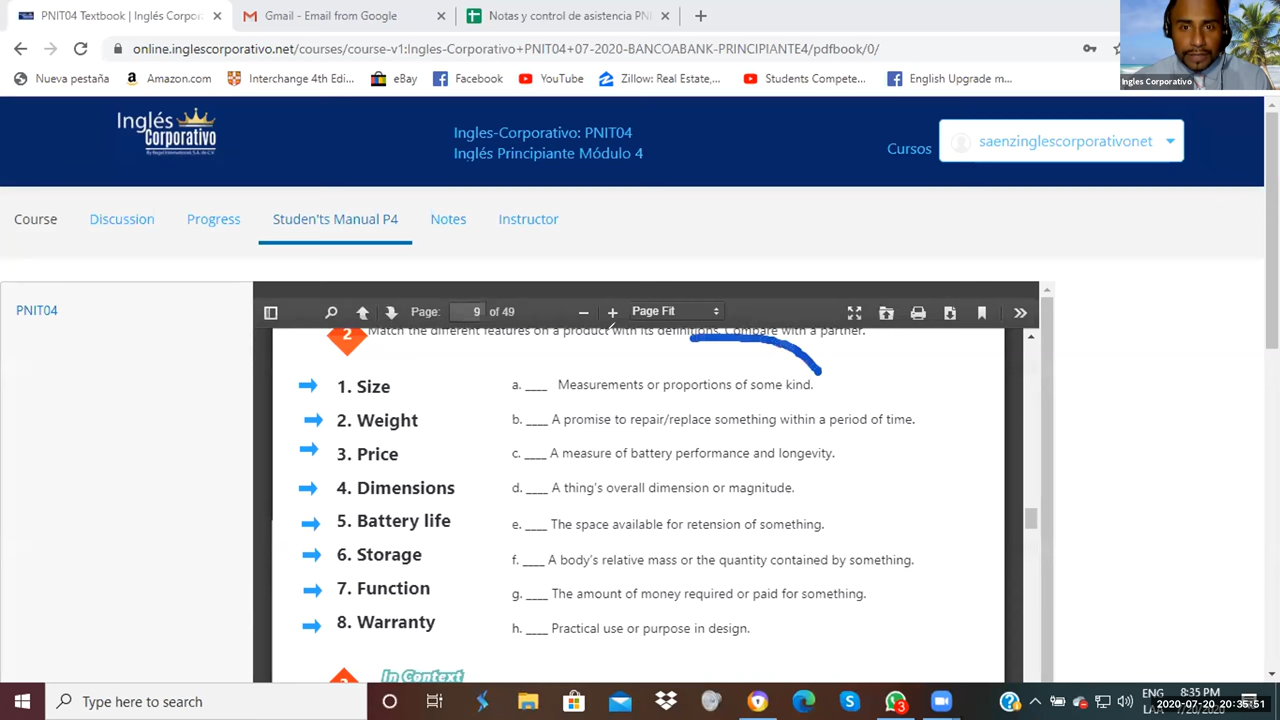 PNIT04 Textbook | Inglés Corpora
Gmail - Email from Google
Notas y control de asistencia PNI
online.inglescorporativo.net/courses/course-v1:Ingles-Corporativo+PNIT04+07-2020-BANCOABANK-PRINCIPIANTE4/pdfbook/0/
Nueva pestaña Amazon.com Interchange 4th Edi... eBay Facebook YouTube Zillow: Real Estate,... Students Compete... English Upgrade m...
Ingles Corporativo
Inglés
Corporativo
Ingles-Corporativo: PNIT04
Inglés Principiante Módulo 4
Cursos
saenzinglescorporativonet
Course Discussion Progress Studen'ts Manual P4 Notes Instructor
PNIT04
Page: 9 of 49 Page Fit
2 Match the different features on a product with its definitions. Compare with a partner.
1. Size a. ____ Measurements or proportions of some kind.
2. Weight b. ____ A promise to repair/replace something within a period of time.
3. Price c. ____ A measure of battery performance and longevity.
4. Dimensions d. ____ A thing's overall dimension or magnitude.
5. Battery life e. ____ The space available for retension of something.
6. Storage f. ____ A body's relative mass or the quantity contained by something.
7. Function g. ____ The amount of money required or paid for something.
8. Warranty h. ____ Practical use or purpose in design.
In Context
Type here to search
3
ENG
8:35 PM
2020-07-20 20:35:51